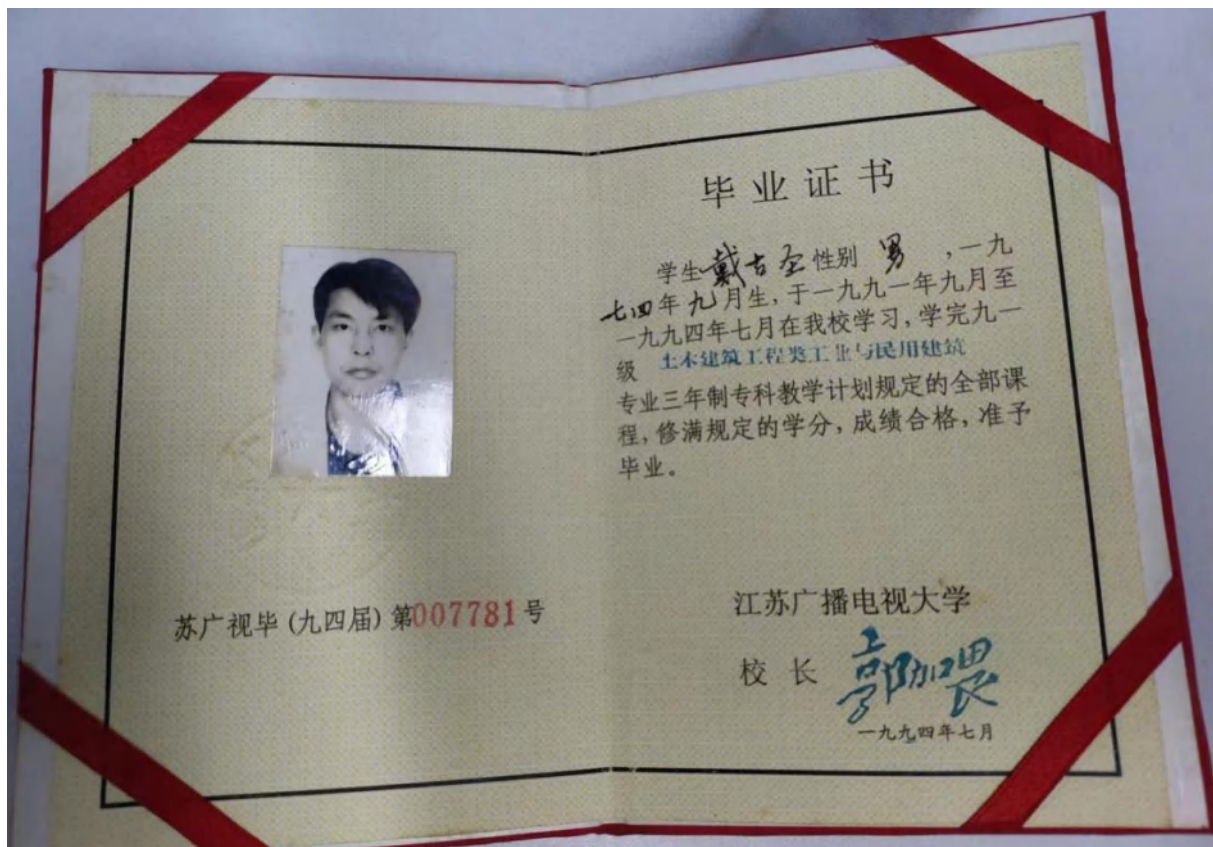 苏广视毕(九四届)第007781号
毕业证书
学生戴古圣性别 男 ,一九
七四年九月生,于一九九一年九月至
一九九四年七月在我校学习,学完九一
级 土木建筑工程类工业与民用建筑
专业三年制专科教学计划规定的全部课
程,修满规定的学分,成绩合格,准予
毕业。
江苏广播电视大学
校长 郭加畏
一九九四年七月